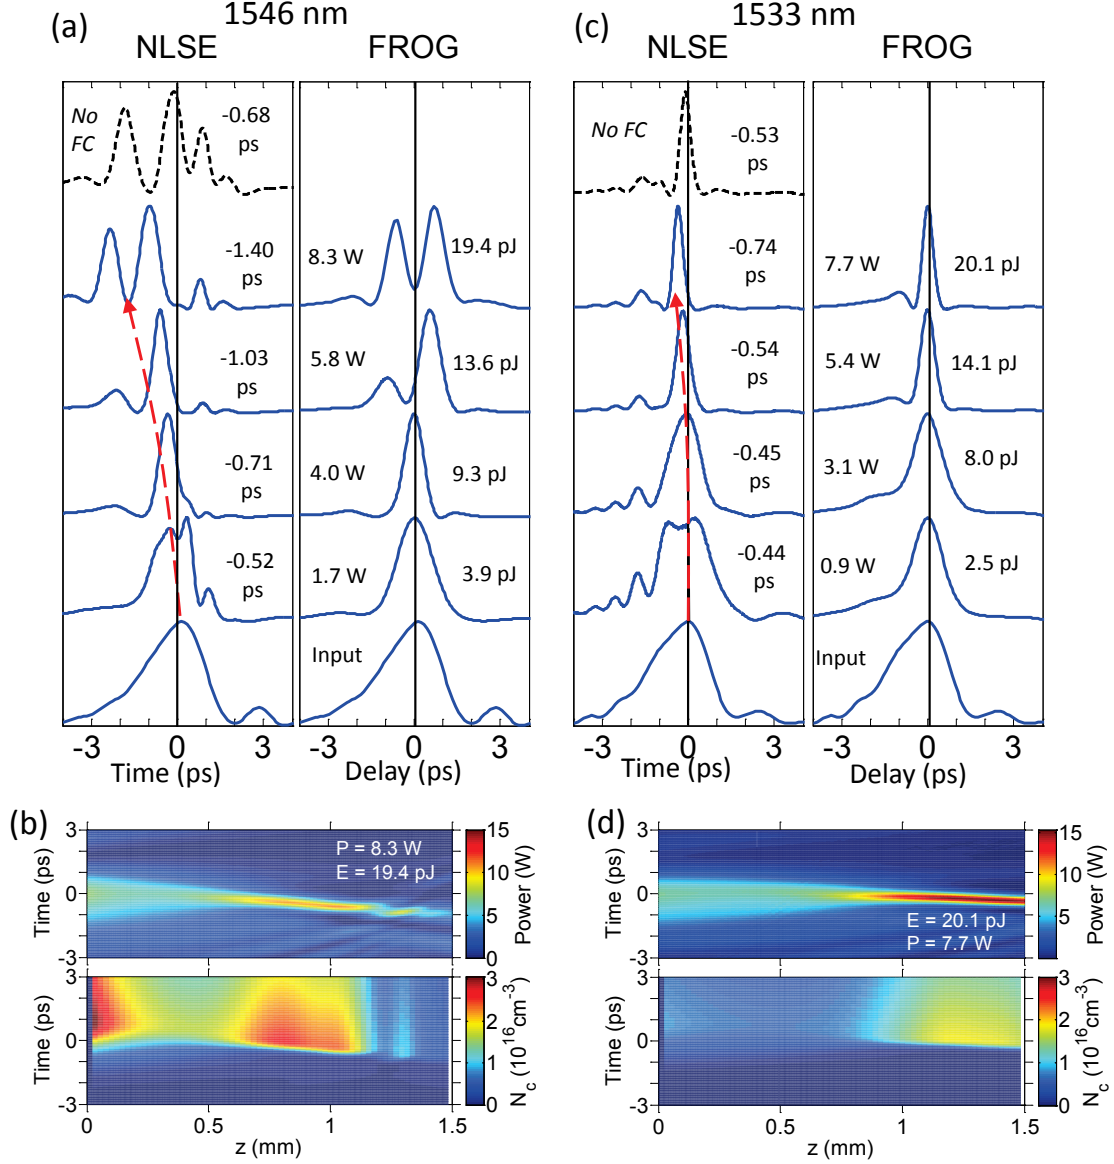 (a) 1546 nm
NLSE FROG
No FC
-0.68 ps
-1.40 ps
8.3 W 19.4 pJ
-1.03 ps
5.8 W 13.6 pJ
-0.71 ps
4.0 W 9.3 pJ
-0.52 ps
1.7 W 3.9 pJ
Input
-3 0 3 -3 0 3
Time (ps) Delay (ps)
(c) 1533 nm
NLSE FROG
No FC
-0.53 ps
-0.74 ps
7.7 W 20.1 pJ
-0.54 ps
5.4 W 14.1 pJ
-0.45 ps
3.1 W 8.0 pJ
-0.44 ps
0.9 W 2.5 pJ
Input
-3 0 3 -3 0 3
Time (ps) Delay (ps)
(b)
Time (ps)
3
0
-3
P = 8.3 W
E = 19.4 pJ
15
10
5
0
Power (W)
Time (ps)
3
0
-3
3
2
1
0
N_c (10^16 cm^-3)
0 0.5 1 1.5
z (mm)
(d)
Time (ps)
3
0
-3
E = 20.1 pJ
P = 7.7 W
15
10
5
0
Power (W)
Time (ps)
3
0
-3
3
2
1
0
N_c (10^16 cm^-3)
0 0.5 1 1.5
z (mm)